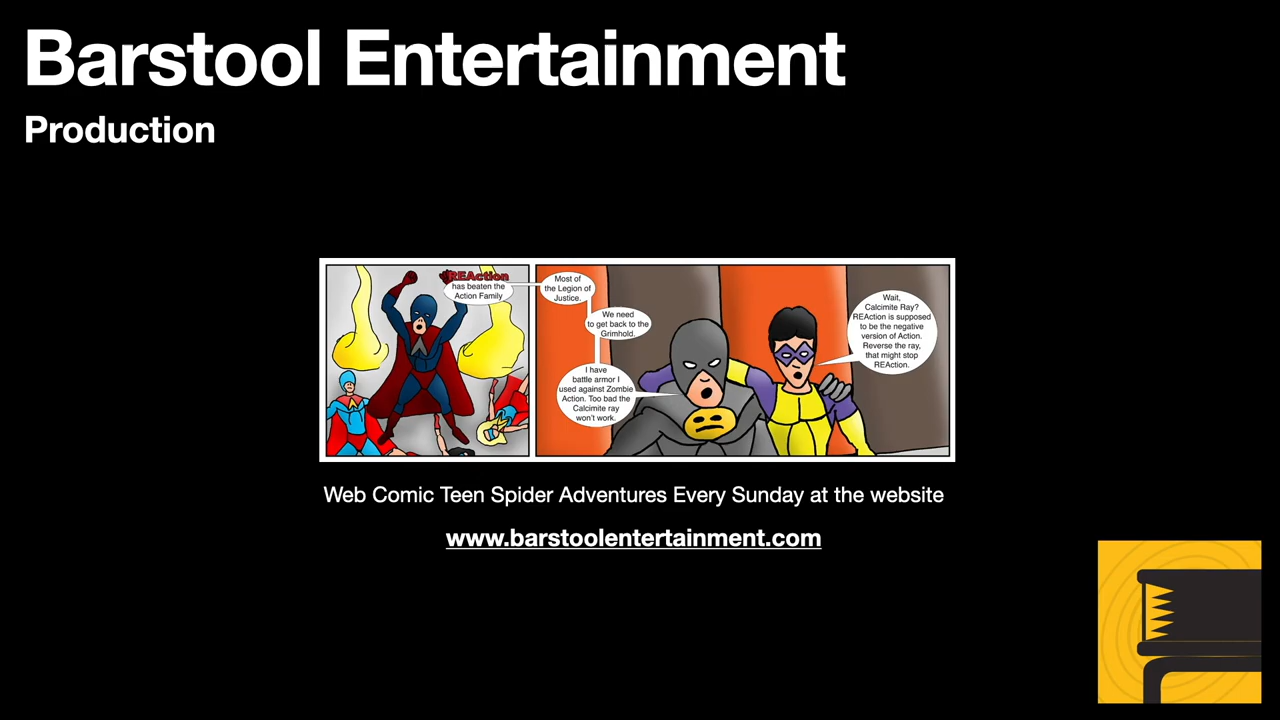 Barstool Entertainment
Production
REAction
has beaten the
Action Family
Most of
the Legion of
Justice.
We need
to get back to the
Grimhold.
I have
battle armor I
used against Zombie
Action. Too bad the
Calcimite ray
won't work.
Wait,
Calcimite Ray?
REAction is supposed
to be the negative
version of Action.
Reverse the ray,
that might stop
REAction.
Web Comic Teen Spider Adventures Every Sunday at the website
www.barstoolentertainment.com